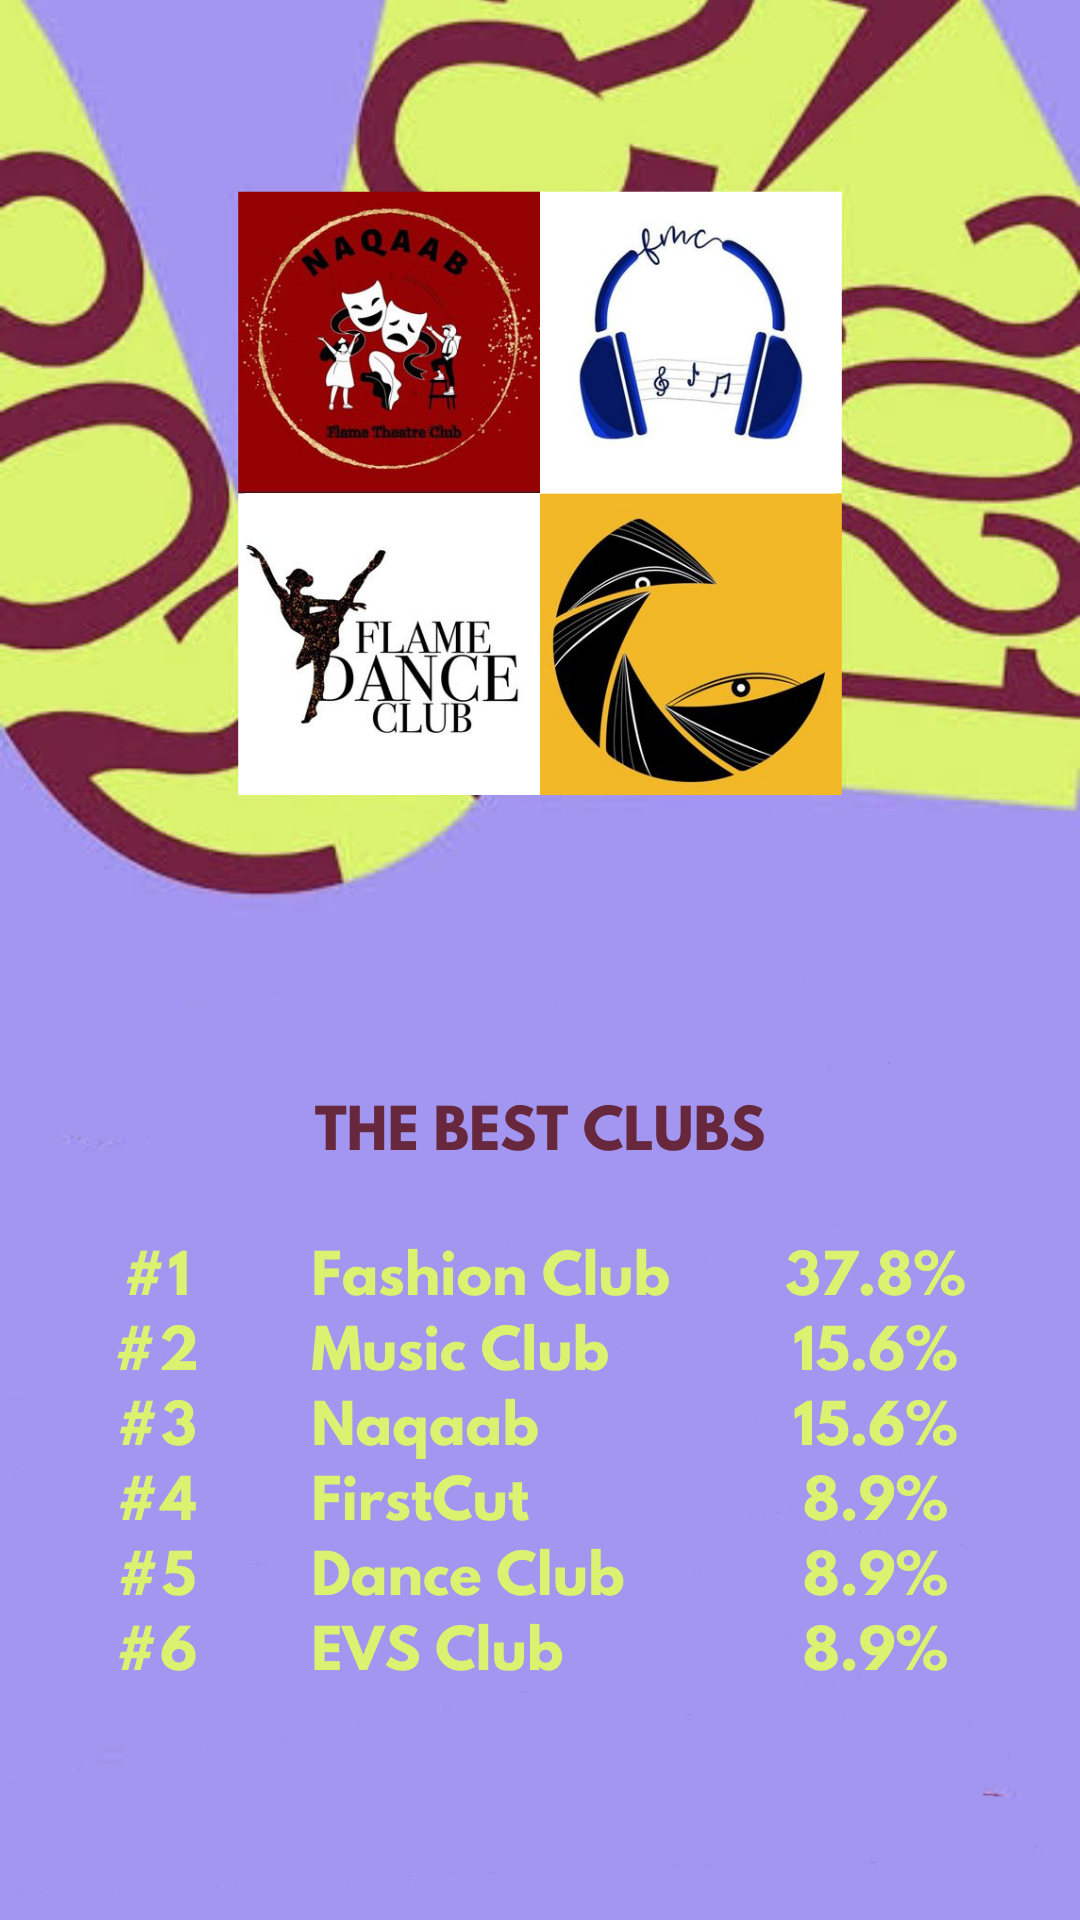 2021
NAQAAB
Flame Theatre Club
fmc
FLAME
DANCE
CLUB
THE BEST CLUBS
#1 Fashion Club 37.8%
#2 Music Club 15.6%
#3 Naqaab 15.6%
#4 FirstCut 8.9%
#5 Dance Club 8.9%
#6 EVS Club 8.9%